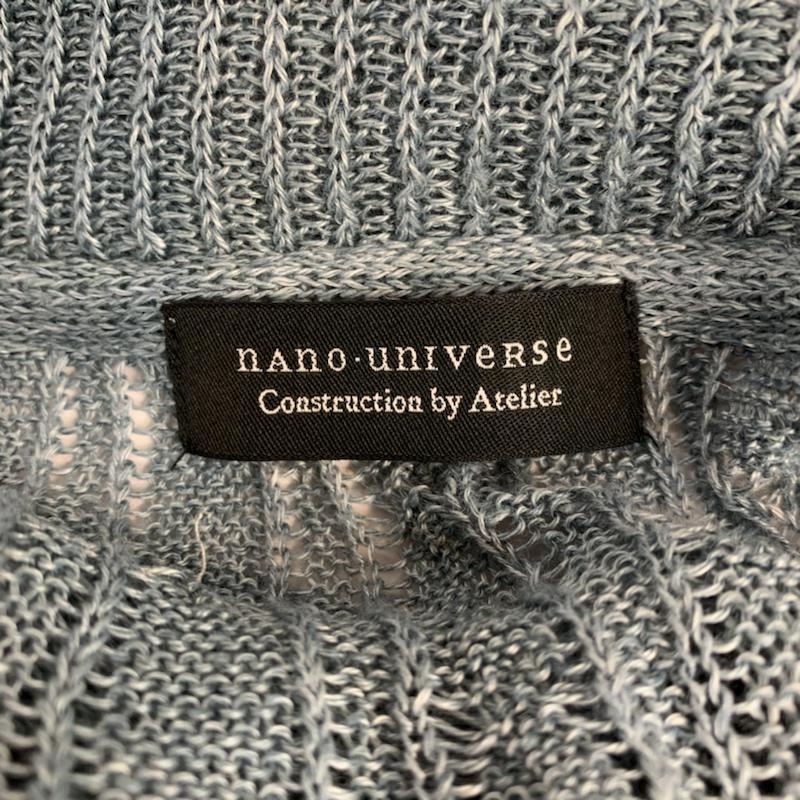 nano·universe
Construction by Atelier